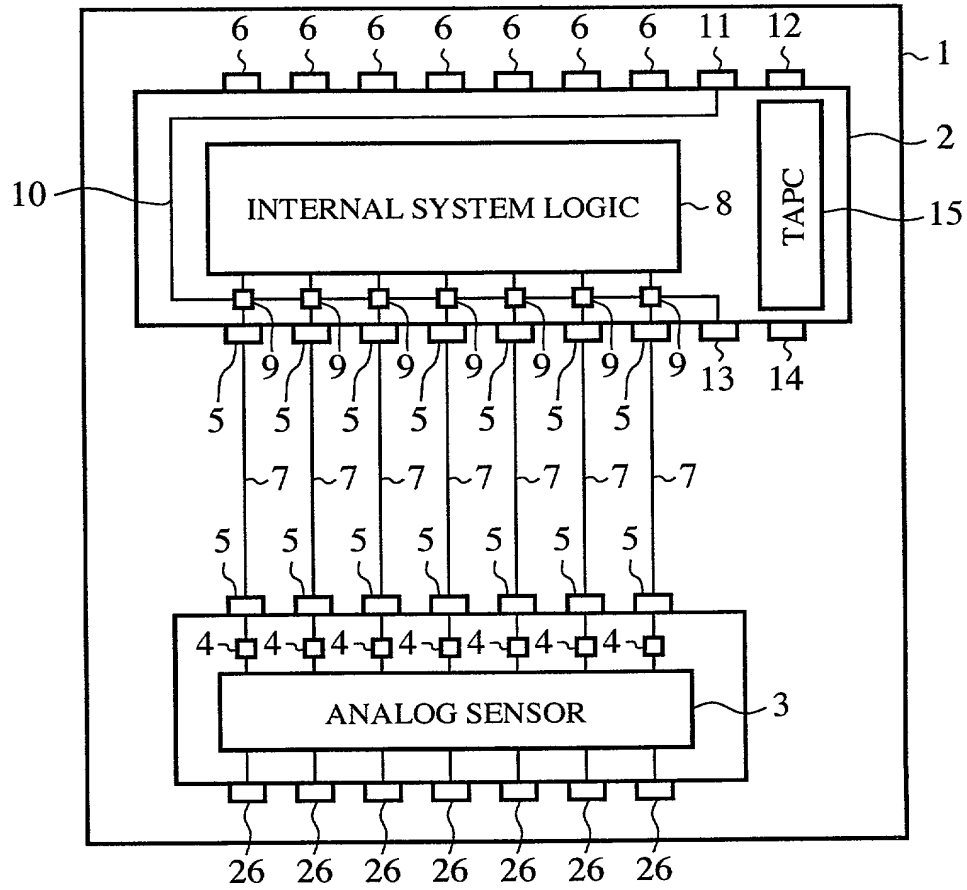 6 6 6 6 6 6 6 11 12
1
2
10
INTERNAL SYSTEM LOGIC
8
TAPC
15
9 9 9 9 9 9 9
13 14
5 5 5 5 5 5 5
7 7 7 7 7 7 7
5 5 5 5 5 5 5
4 4 4 4 4 4 4
ANALOG SENSOR
3
26 26 26 26 26 26 26